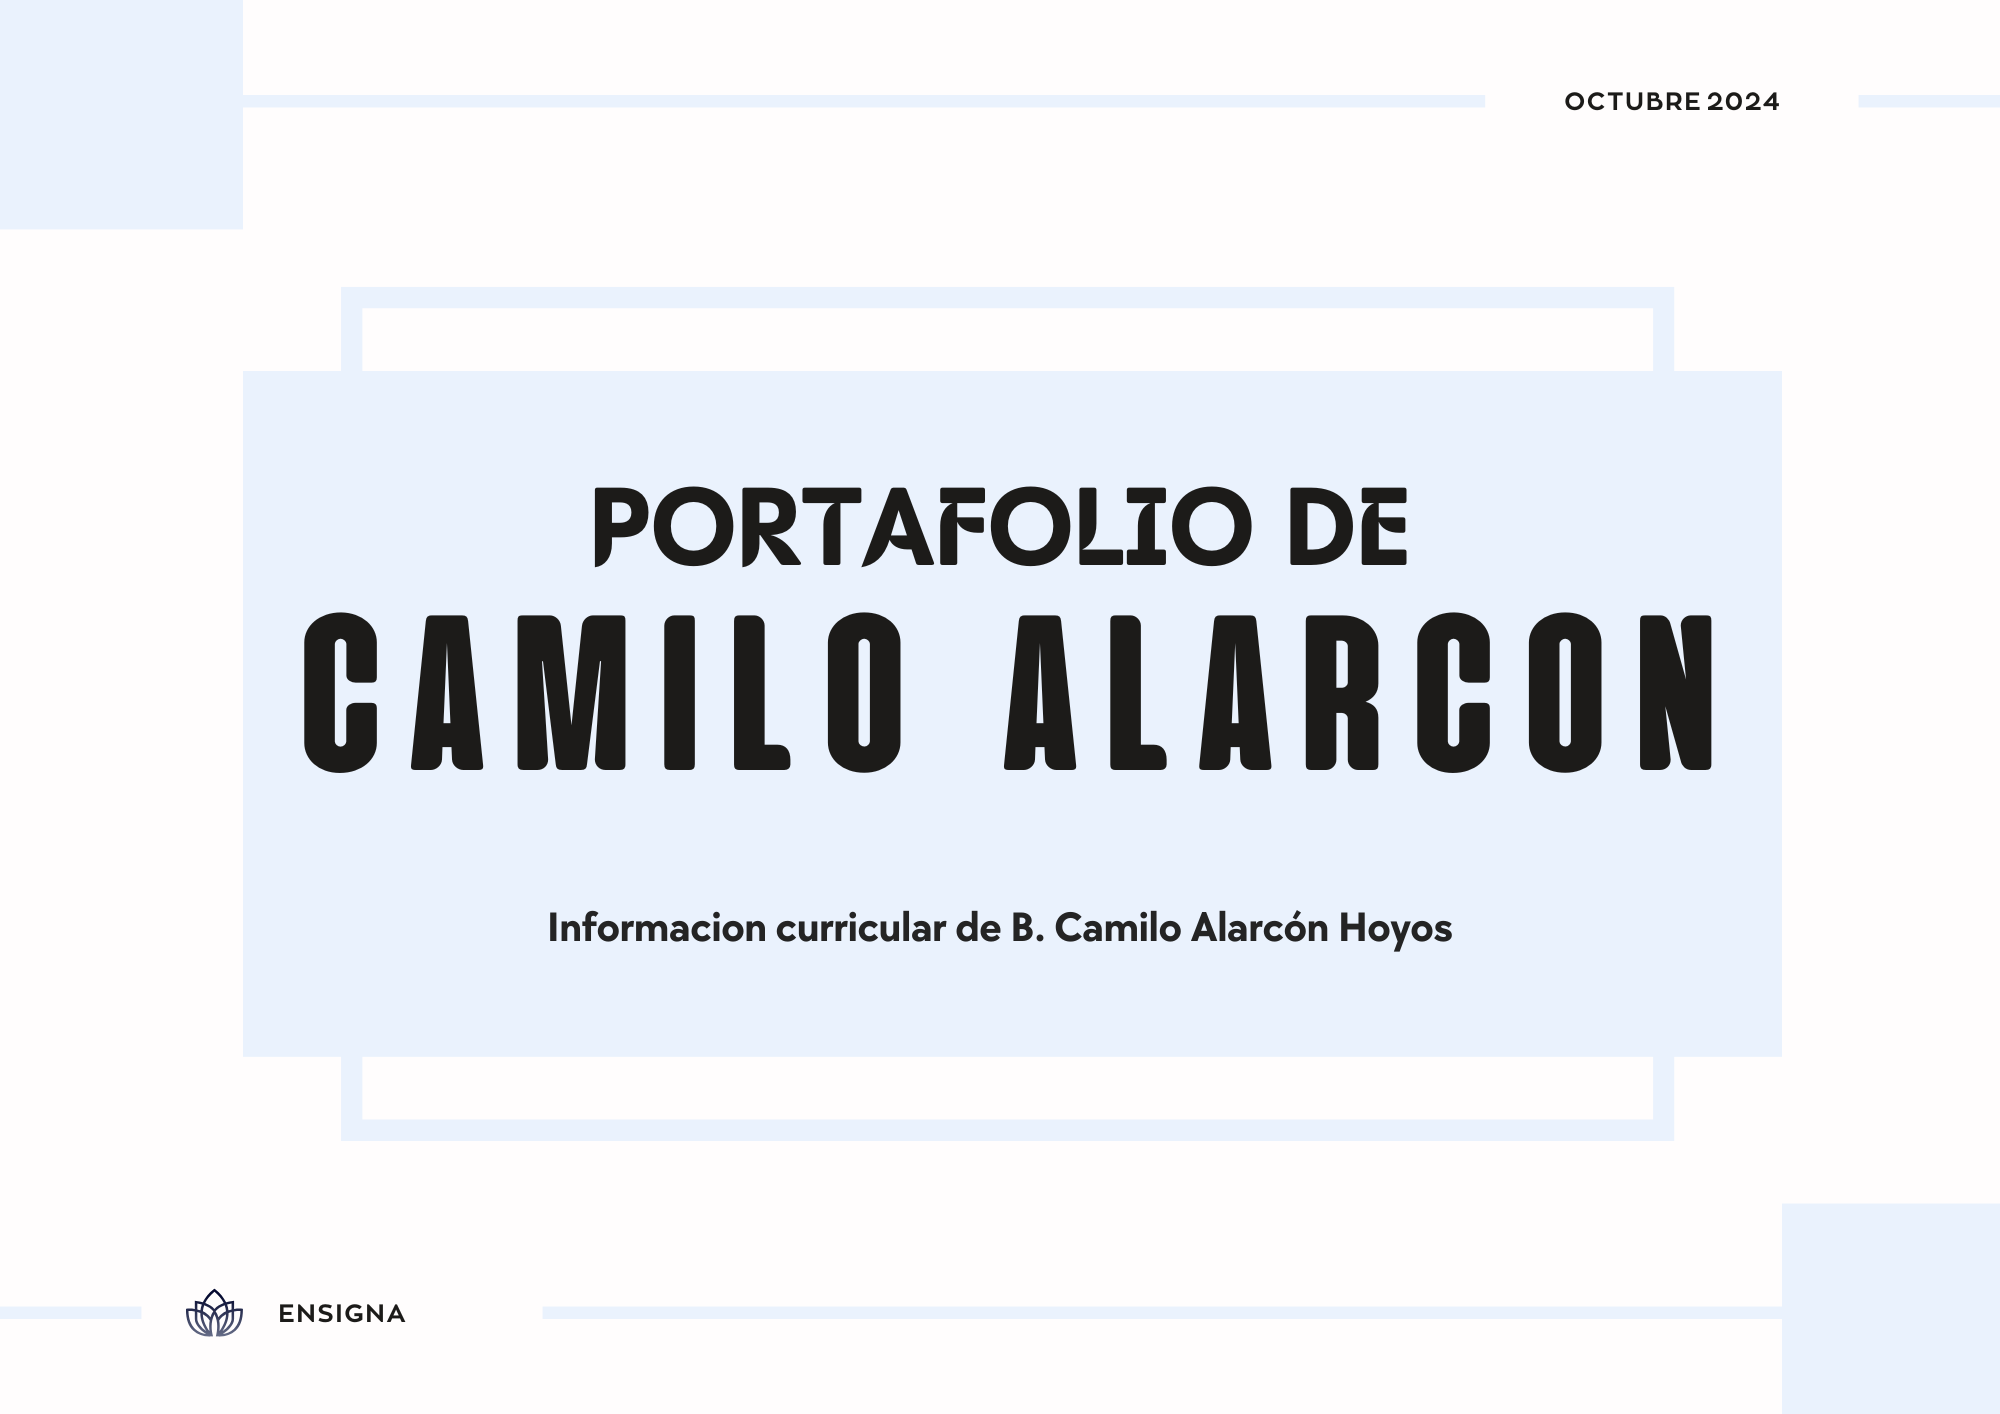 OCTUBRE 2024
PORTAFOLIO DE
CAMILO ALARCON
Informacion curricular de B. Camilo Alarcón Hoyos
ENSIGNA